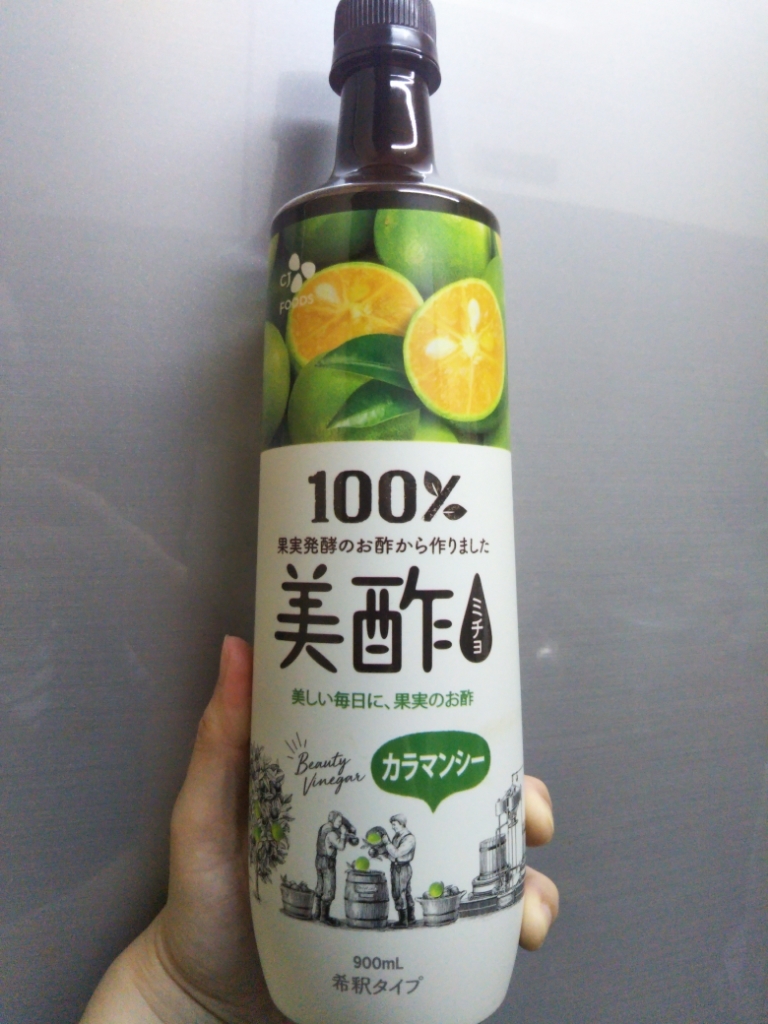 CJ
FOODS
100%
果実発酵のお酢から作りました
美酢
ミチョ
美しい毎日に、果実のお酢
Beauty
Vinegar
カラマンシー
900mL
希釈タイプ